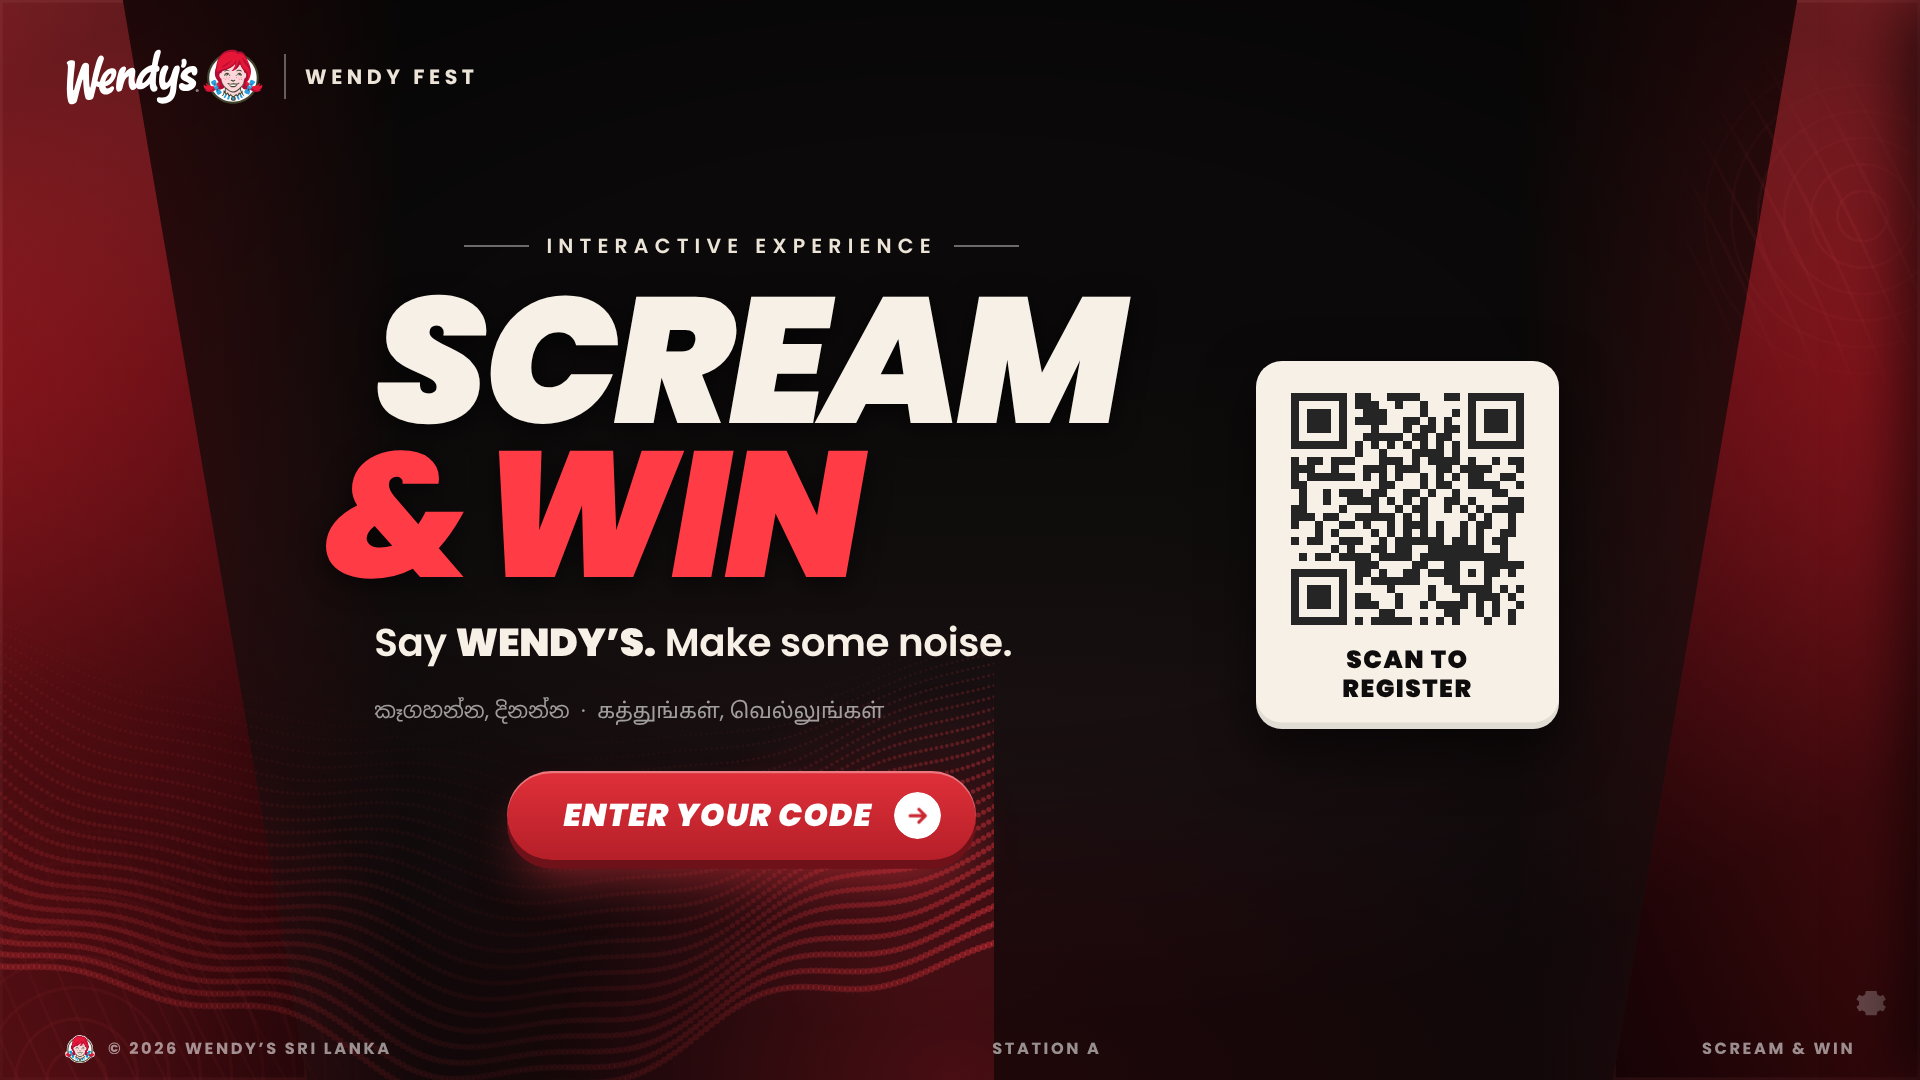 Wendy's
WENDY FEST
INTERACTIVE EXPERIENCE
SCREAM
& WIN
Say WENDY’S. Make some noise.
කෑගහන්න, දිනන්න · கத்துங்கள், வெல்லுங்கள்
ENTER YOUR CODE
SCAN TO
REGISTER
© 2026 WENDY’S SRI LANKA
STATION A
SCREAM & WIN